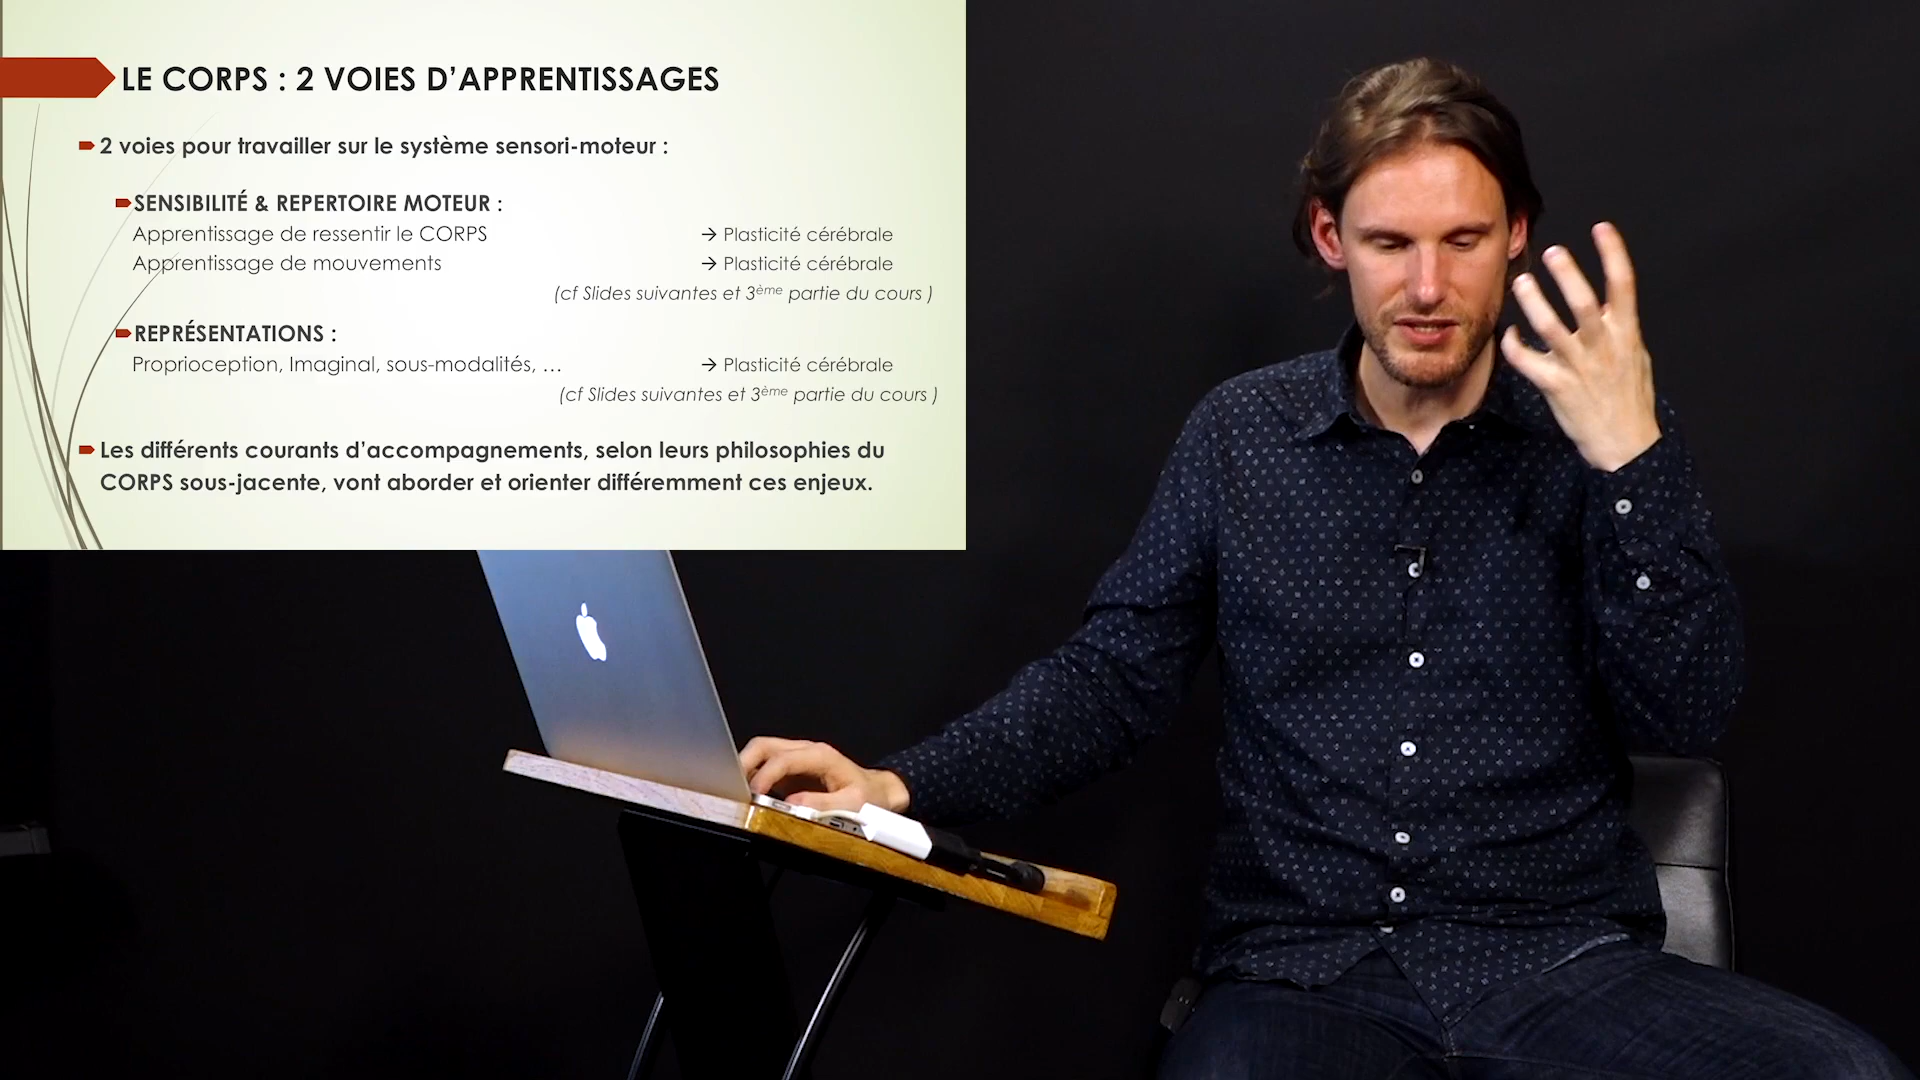 LE CORPS : 2 VOIES D’APPRENTISSAGES
2 voies pour travailler sur le système sensori-moteur :
SENSIBILITÉ & REPERTOIRE MOTEUR :
Apprentissage de ressentir le CORPS → Plasticité cérébrale
Apprentissage de mouvements → Plasticité cérébrale
(cf Slides suivantes et 3ème partie du cours )
REPRÉSENTATIONS :
Proprioception, Imaginal, sous-modalités, … → Plasticité cérébrale
(cf Slides suivantes et 3ème partie du cours )
Les différents courants d’accompagnements, selon leurs philosophies du
CORPS sous-jacente, vont aborder et orienter différemment ces enjeux.